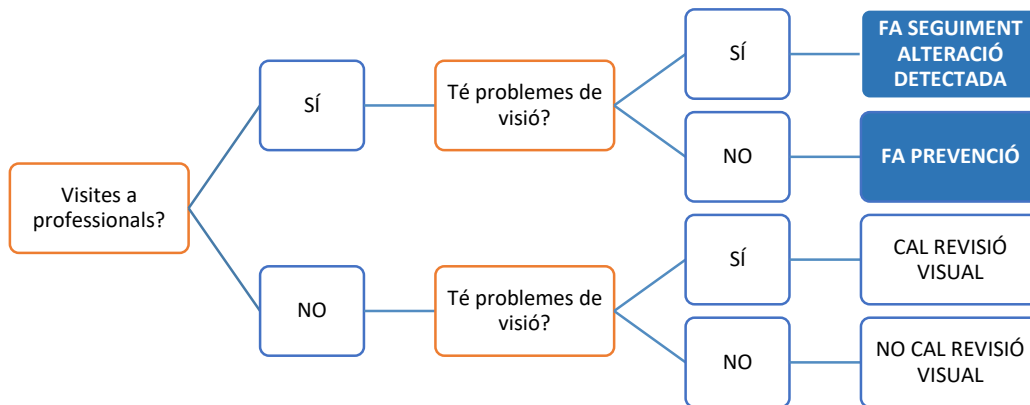 Visites a
professionals?
SÍ
Té problemes de
visió?
SÍ
FA SEGUIMENT
ALTERACIÓ
DETECTADA
NO
FA PREVENCIÓ
NO
Té problemes de
visió?
SÍ
CAL REVISIÓ
VISUAL
NO
NO CAL REVISIÓ
VISUAL